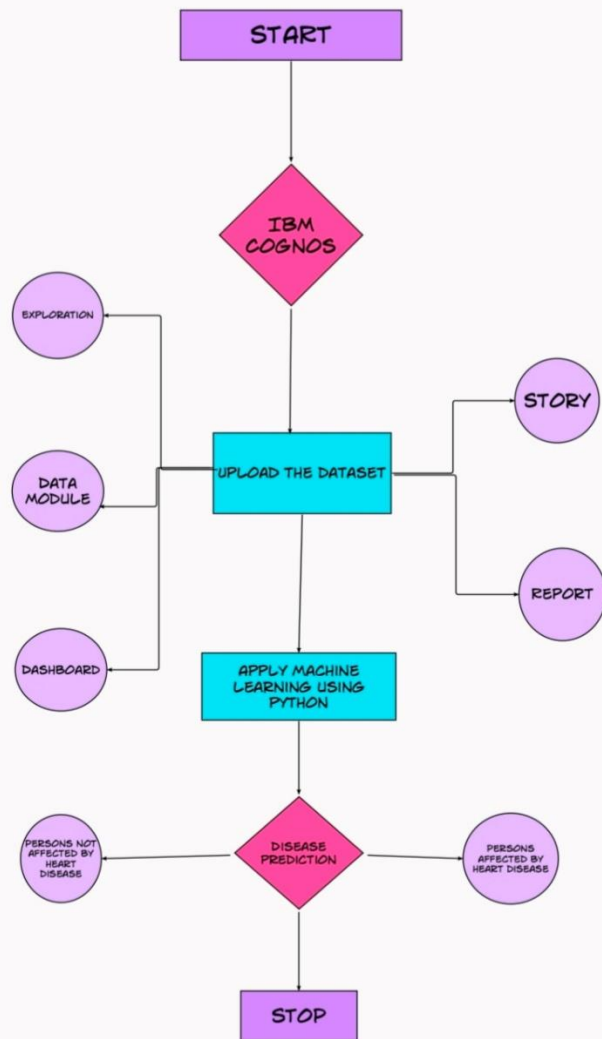 START
IBM
COGNOS
EXPLORATION
STORY
UPLOAD THE DATASET
DATA
MODULE
REPORT
DASHBOARD
APPLY MACHINE
LEARNING USING
PYTHON
PERSONS NOT
AFFECTED BY
HEART
DISEASE
DISEASE
PREDICTION
PERSONS
AFFECTED BY
HEART DISEASE
STOP